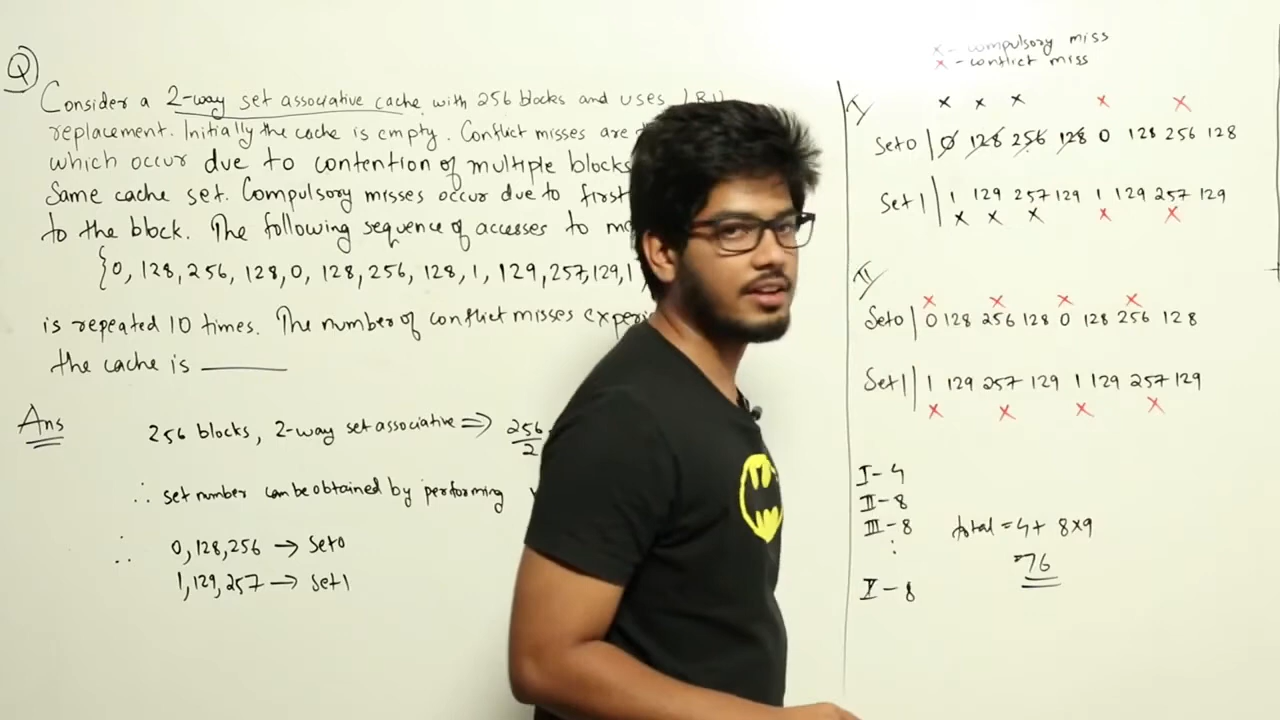 Q
Consider a 2-way set associative cache with 256 blocks and uses LRU
replacement. Initially the cache is empty. Conflict misses are
which occur due to contention of multiple blocks
Same cache set. Compulsory misses occur due to first
to the block. The following sequence of accesses to
{0, 128, 256, 128, 0, 128, 256, 128, 1, 129, 257, 129, 1
is repeated 10 times. The number of conflict misses
the cache is ______
Ans
256 blocks, 2-way set associative ⇒ 256/2
∴ set number can be obtained by performing
∴ 0, 128, 256 → Set0
1, 129, 257 → Set1
x - compulsory miss
x - conflict miss
I
x x x x x
Set0 | 0 128 256 128 0 128 256 128
Set1 | 1 129 257 129 1 129 257 129
x x x x x
II
x x x x
Set0 | 0 128 256 128 0 128 256 128
Set1 | 1 129 257 129 1 129 257 129
x x x x
I - 4
II - 8
III - 8
⋮
X - 8
total = 4 + 8x9
= 76